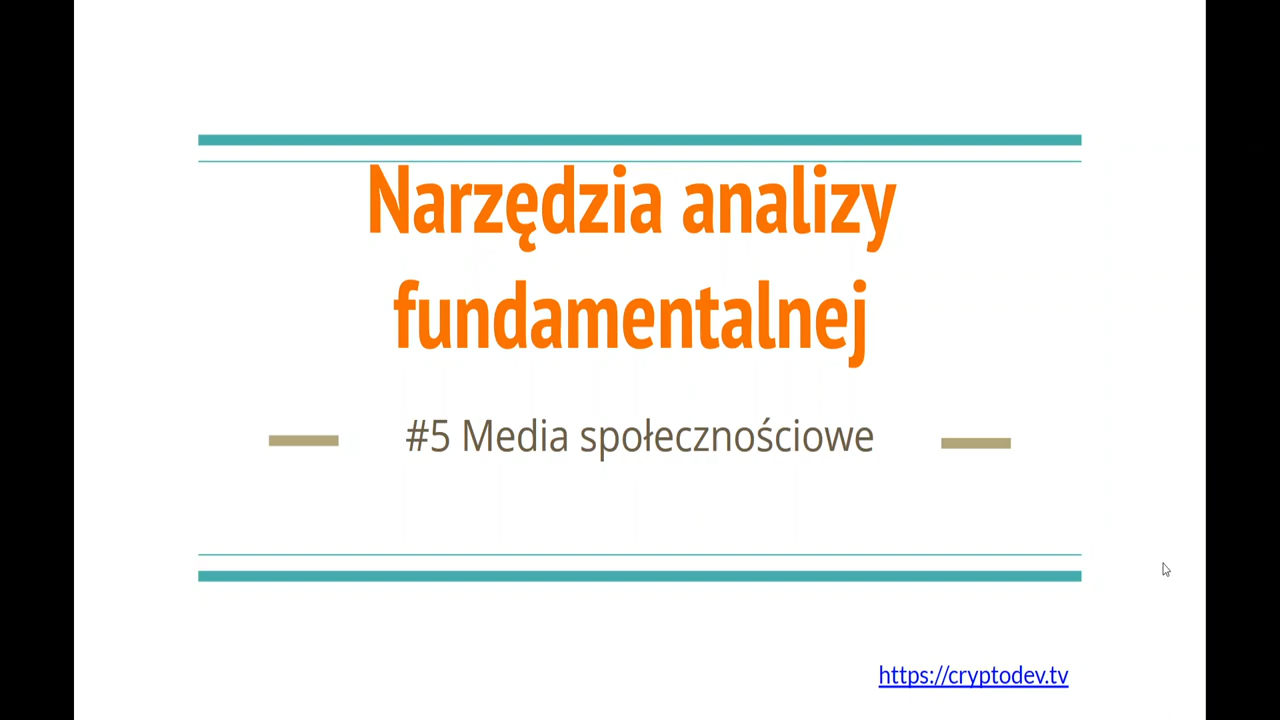 Narzędzia analizy
fundamentalnej
#5 Media społecznościowe
https://cryptodev.tv